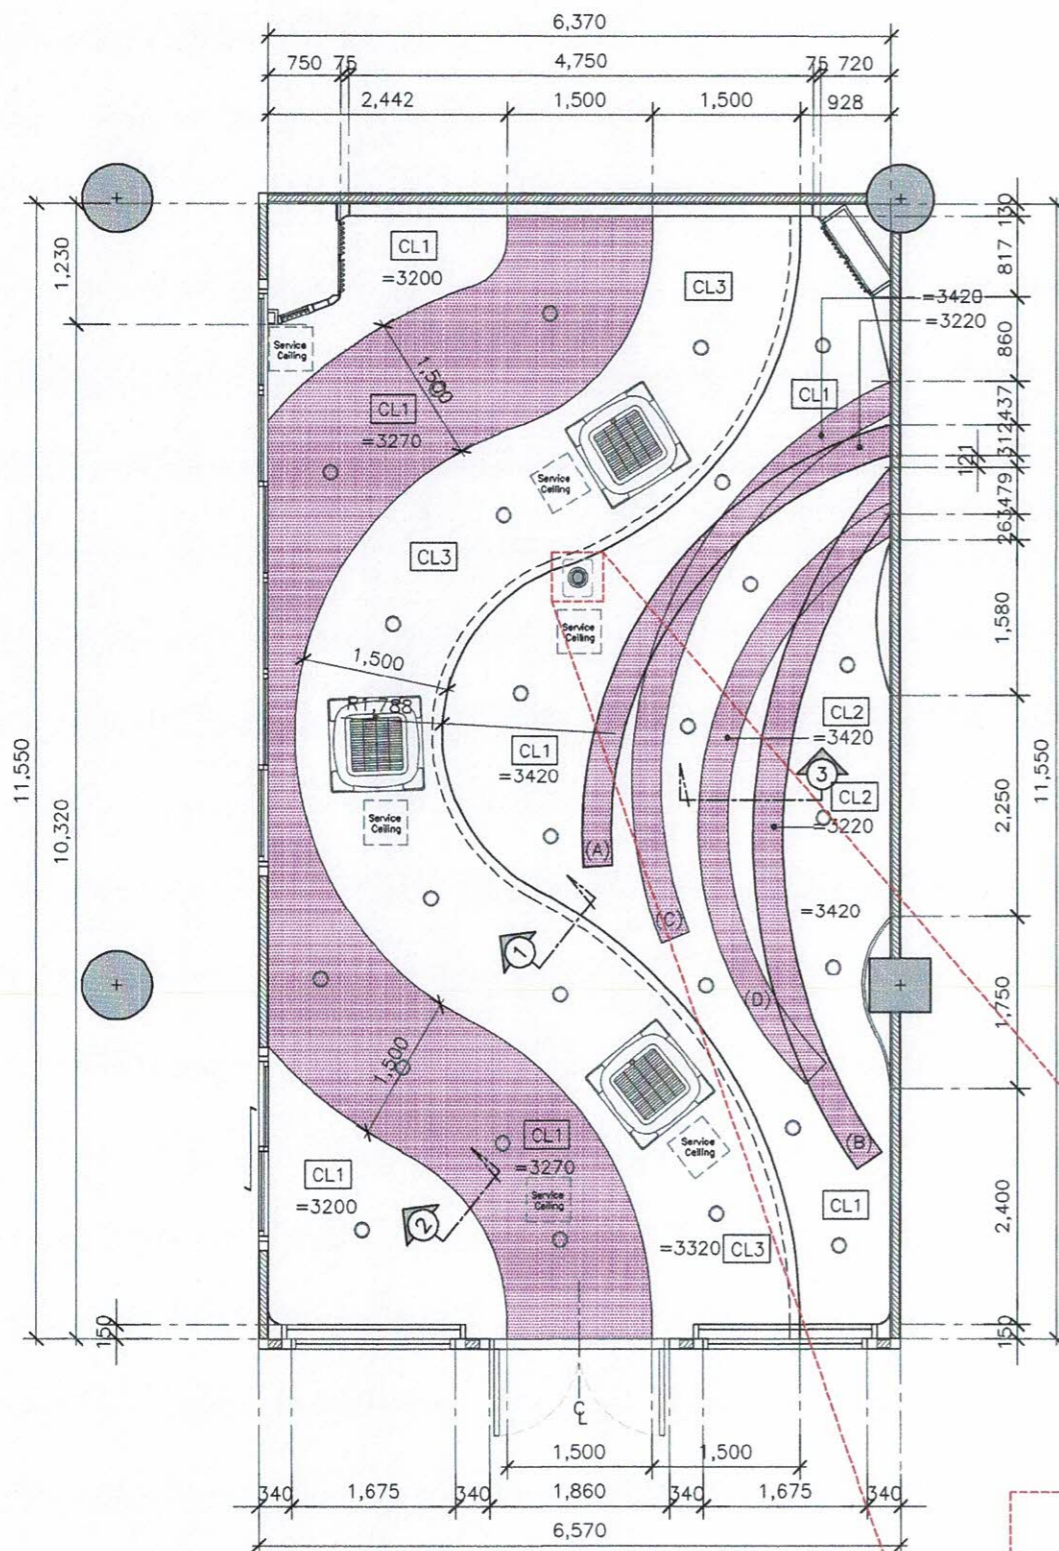 6,370
750 75 4,750 75 720
2,442 1,500 1,500 928
130
817
1,230
CL1
=3200
CL3
=3420
=3220
860
Service
Ceiling
1,500
CL1
=3270
CL1
437
312
121
Service
Ceiling
479
263
CL3
1,580
Service
Ceiling
1,500
R1,788
CL2
=3420
CL1
=3420
3
CL2
=3220
11,550
10,320
11,550
2,250
Service
Ceiling
(A)
=3420
(C)
1
(D)
1,750
1,500
Service
Ceiling
(B)
CL1
=3270
CL1
=3200
Service
Ceiling
CL1
2
=3320 CL3
2,400
150
150
CL
1,500 1,500
340 1,675 340 1,860 340 1,675 340
6,570